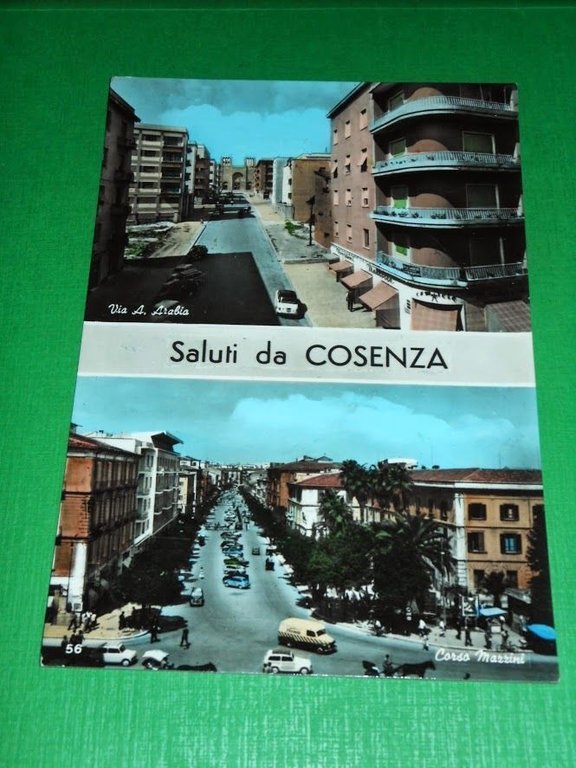 Via A. Arabia
Saluti da COSENZA
56
Corso Mazzini